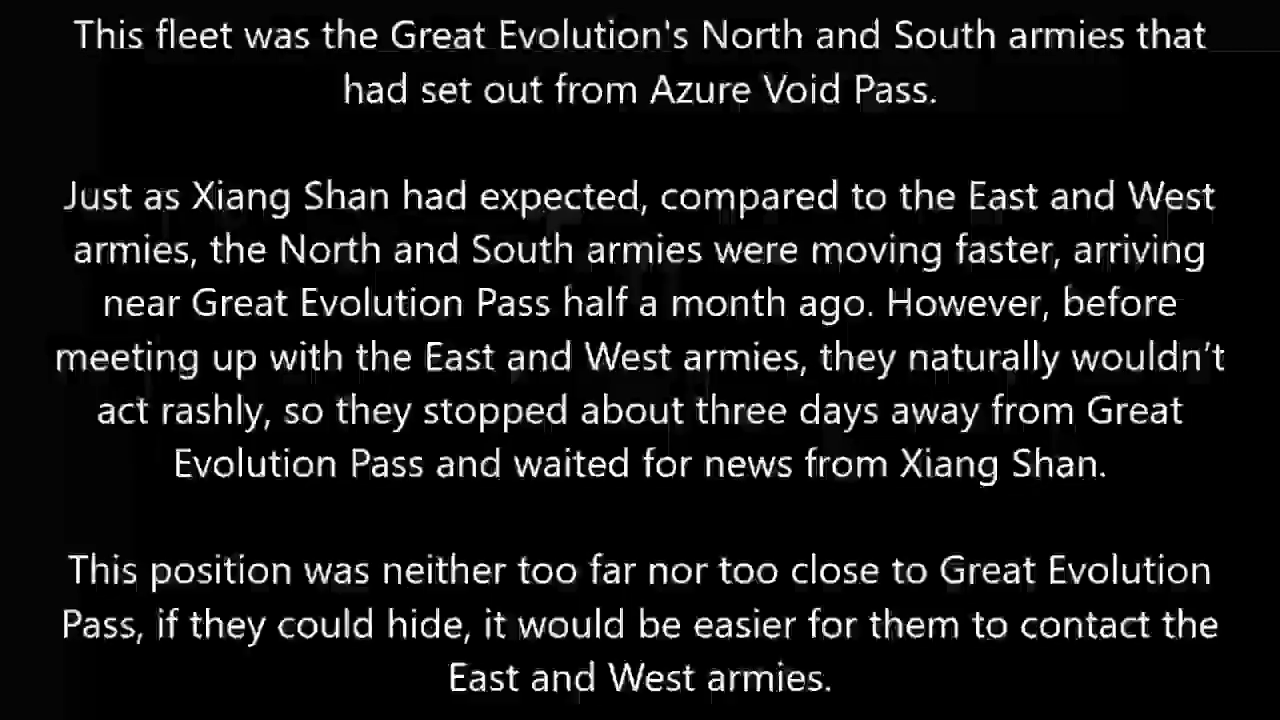 This fleet was the Great Evolution's North and South armies that
had set out from Azure Void Pass.
Just as Xiang Shan had expected, compared to the East and West
armies, the North and South armies were moving faster, arriving
near Great Evolution Pass half a month ago. However, before
meeting up with the East and West armies, they naturally wouldn’t
act rashly, so they stopped about three days away from Great
Evolution Pass and waited for news from Xiang Shan.
This position was neither too far nor too close to Great Evolution
Pass, if they could hide, it would be easier for them to contact the
East and West armies.